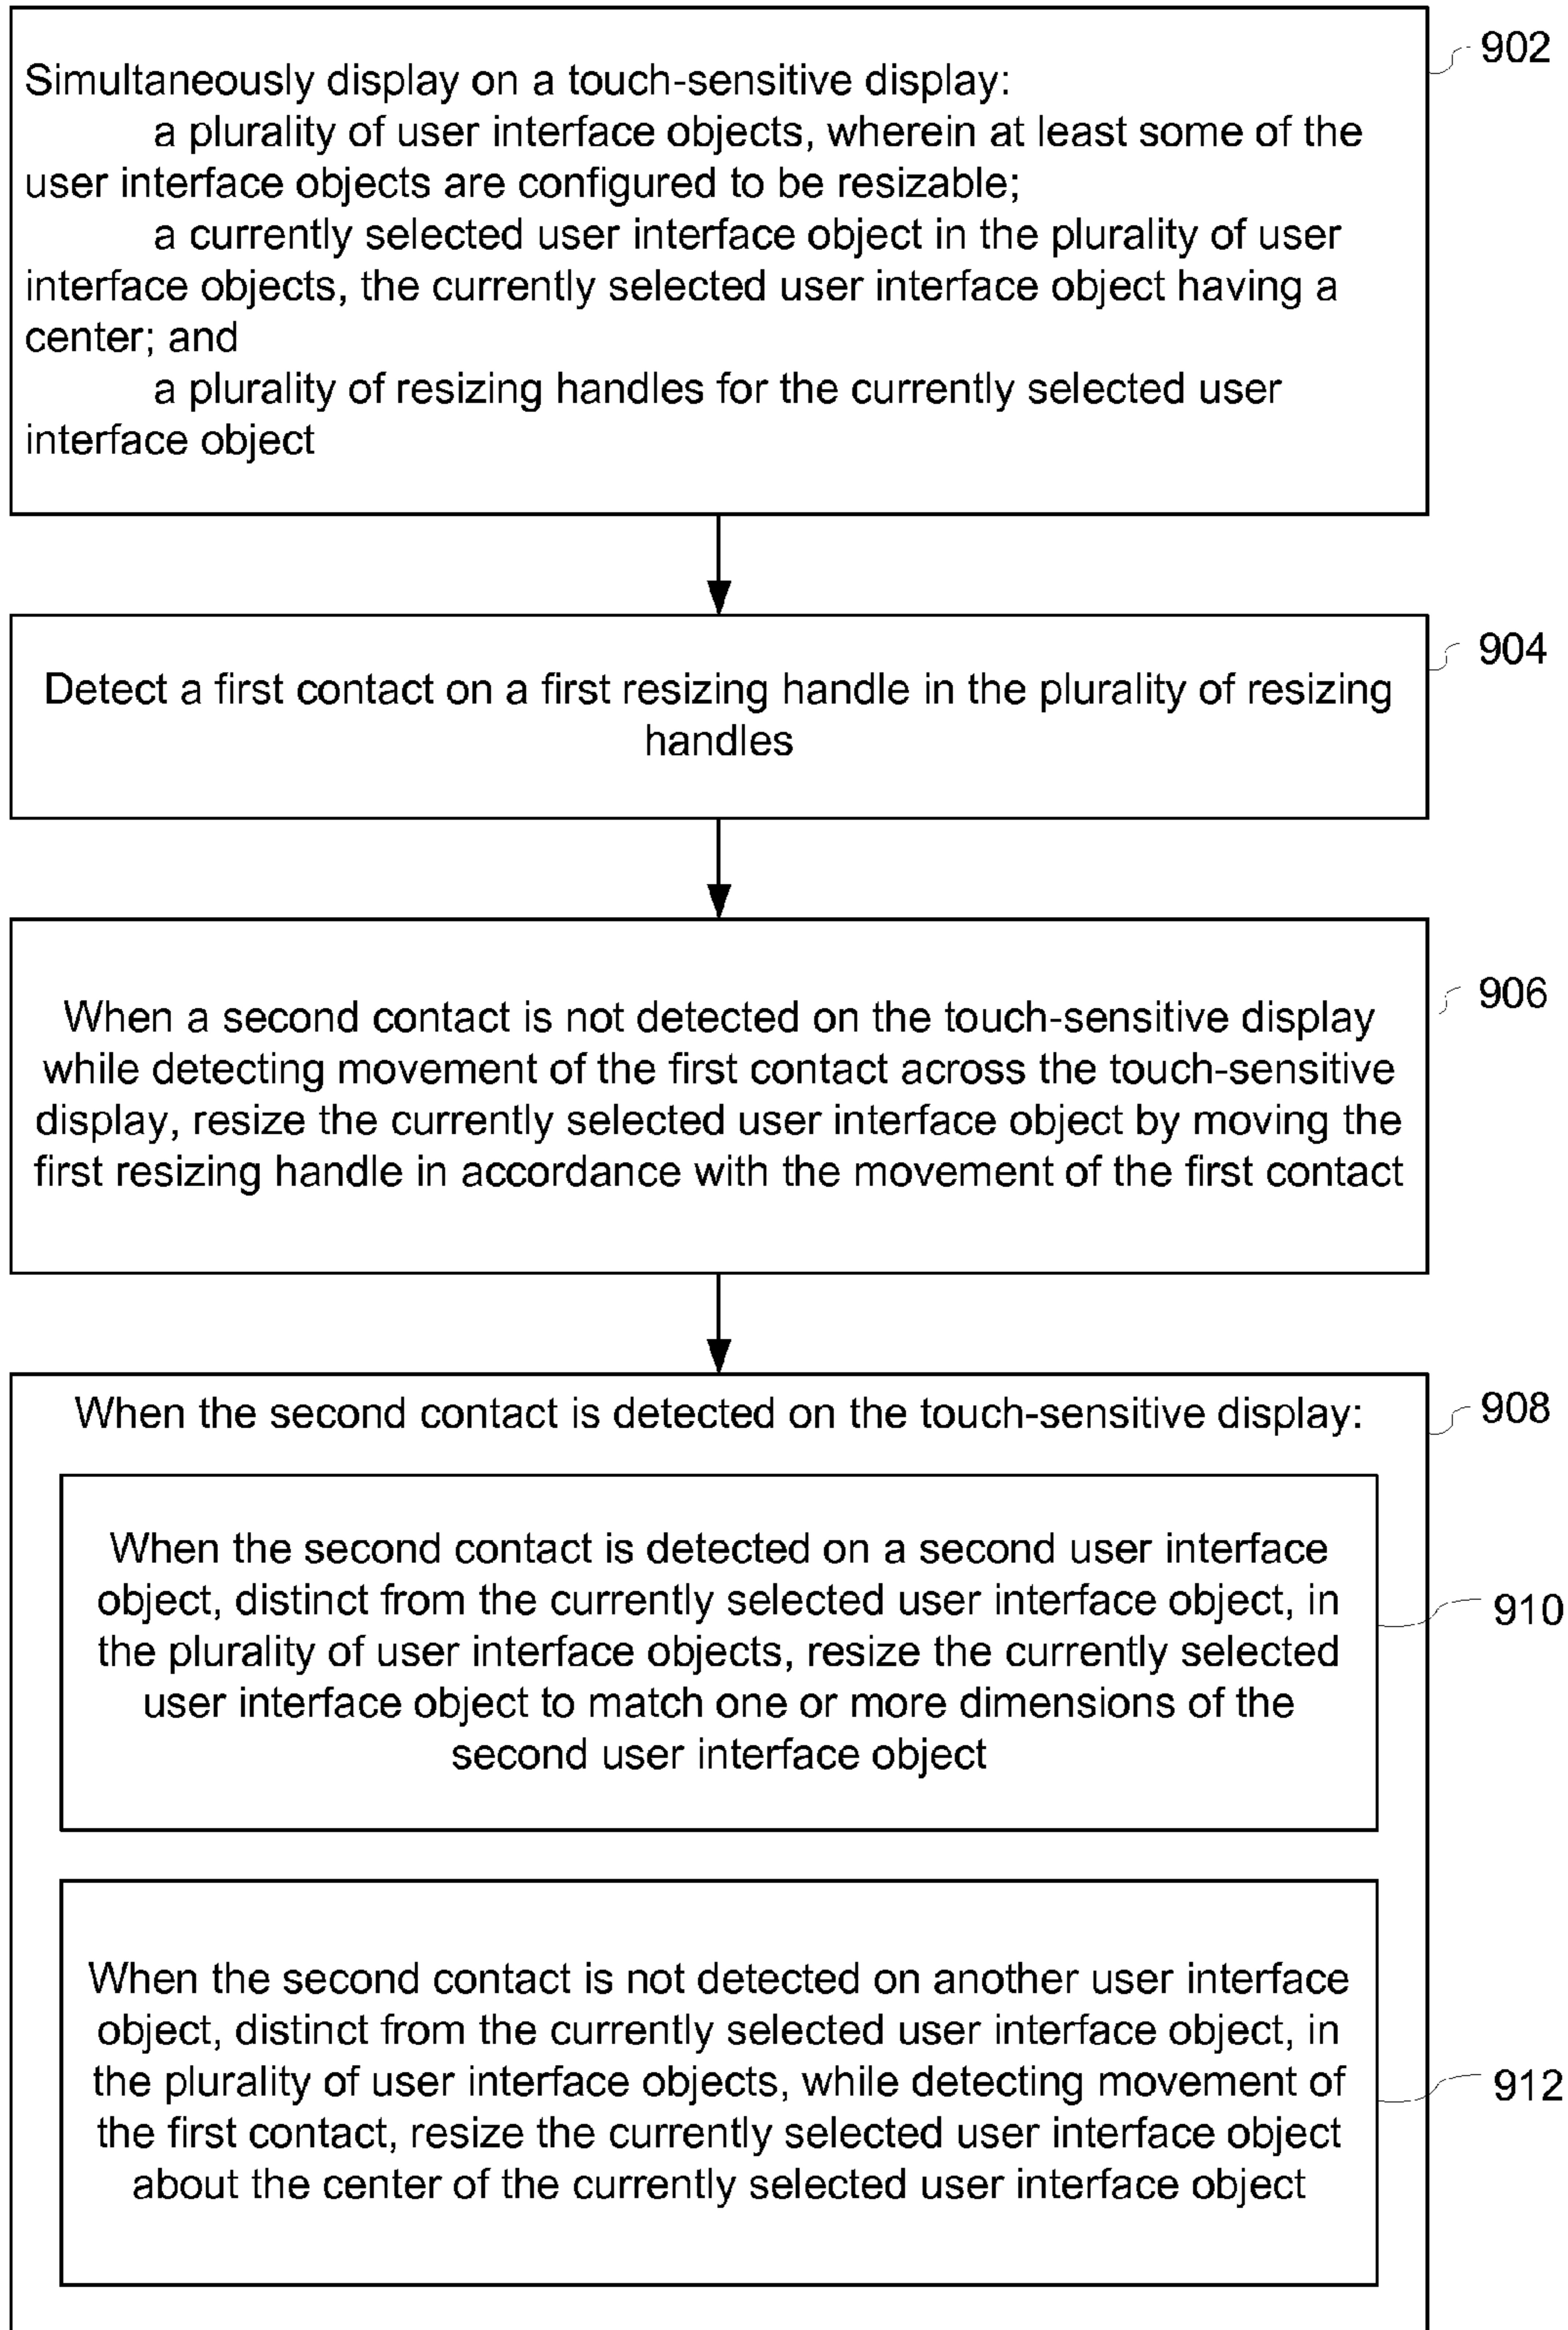 902
Simultaneously display on a touch-sensitive display:
a plurality of user interface objects, wherein at least some of the
user interface objects are configured to be resizable;
a currently selected user interface object in the plurality of user
interface objects, the currently selected user interface object having a
center; and
a plurality of resizing handles for the currently selected user
interface object
904
Detect a first contact on a first resizing handle in the plurality of resizing
handles
906
When a second contact is not detected on the touch-sensitive display
while detecting movement of the first contact across the touch-sensitive
display, resize the currently selected user interface object by moving the
first resizing handle in accordance with the movement of the first contact
908
When the second contact is detected on the touch-sensitive display:
When the second contact is detected on a second user interface
object, distinct from the currently selected user interface object, in
910
the plurality of user interface objects, resize the currently selected
user interface object to match one or more dimensions of the
second user interface object
When the second contact is not detected on another user interface
object, distinct from the currently selected user interface object, in
the plurality of user interface objects, while detecting movement of
912
the first contact, resize the currently selected user interface object
about the center of the currently selected user interface object